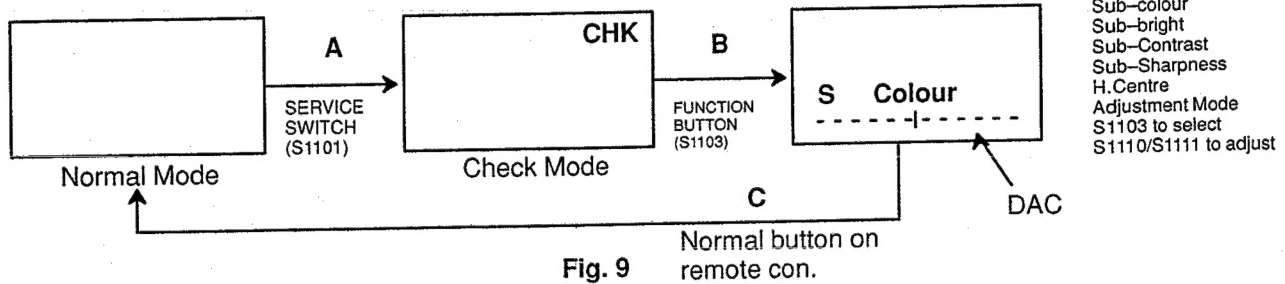 CHK
A
B
SERVICE
SWITCH
(S1101)
FUNCTION
BUTTON
(S1103)
S Colour
Sub–colour
Sub–bright
Sub–Contrast
Sub–Sharpness
H.Centre
Adjustment Mode
S1103 to select
S1110/S1111 to adjust
Normal Mode
Check Mode
C
DAC
Normal button on
remote con.
Fig. 9